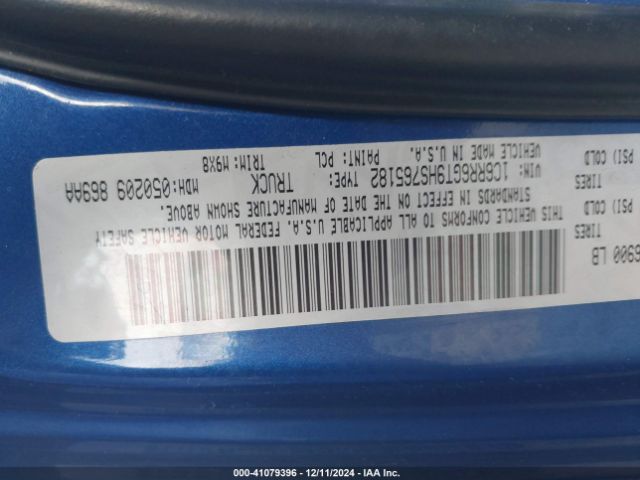 6900 LB
TIRES
PSI) COLD
TIRES
PSI) COLD
THIS VEHICLE CONFORMS TO ALL APPLICABLE U.S.A. FEDERAL MOTOR VEHICLE SAFETY
STANDARDS IN EFFECT ON THE DATE OF MANUFACTURE SHOWN ABOVE.
VIN: 1C6RR6GT9HS765182 TYPE: TRUCK MDH:050209 869AA
VEHICLE MADE IN U.S.A. PAINT: PCL TRIM: M9X8
000-41079396 - 12/11/2024 - IAA Inc.